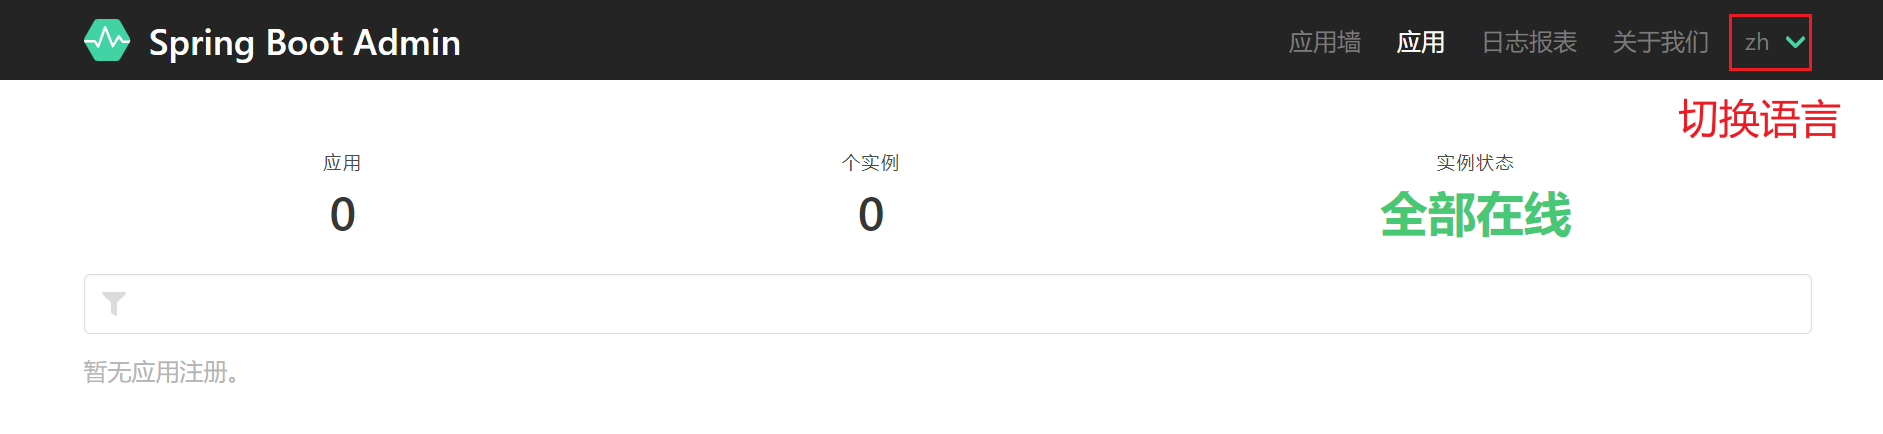 Spring Boot Admin 应用墙 应用 日志报表 关于我们 zh
切换语言
应用 个实例 实例状态
0 0 全部在线
暂无应用注册。